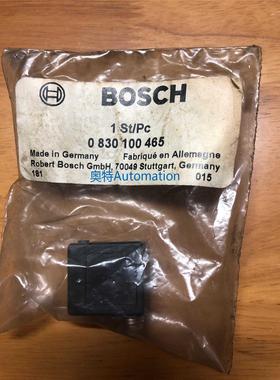 BOSCH
1 St/Pc
0 830 100 465
Made in Germany Fabriqué en Allemagne
Robert Bosch GmbH, 70049 Stuttgart, Germany
181 015
奥特Automation